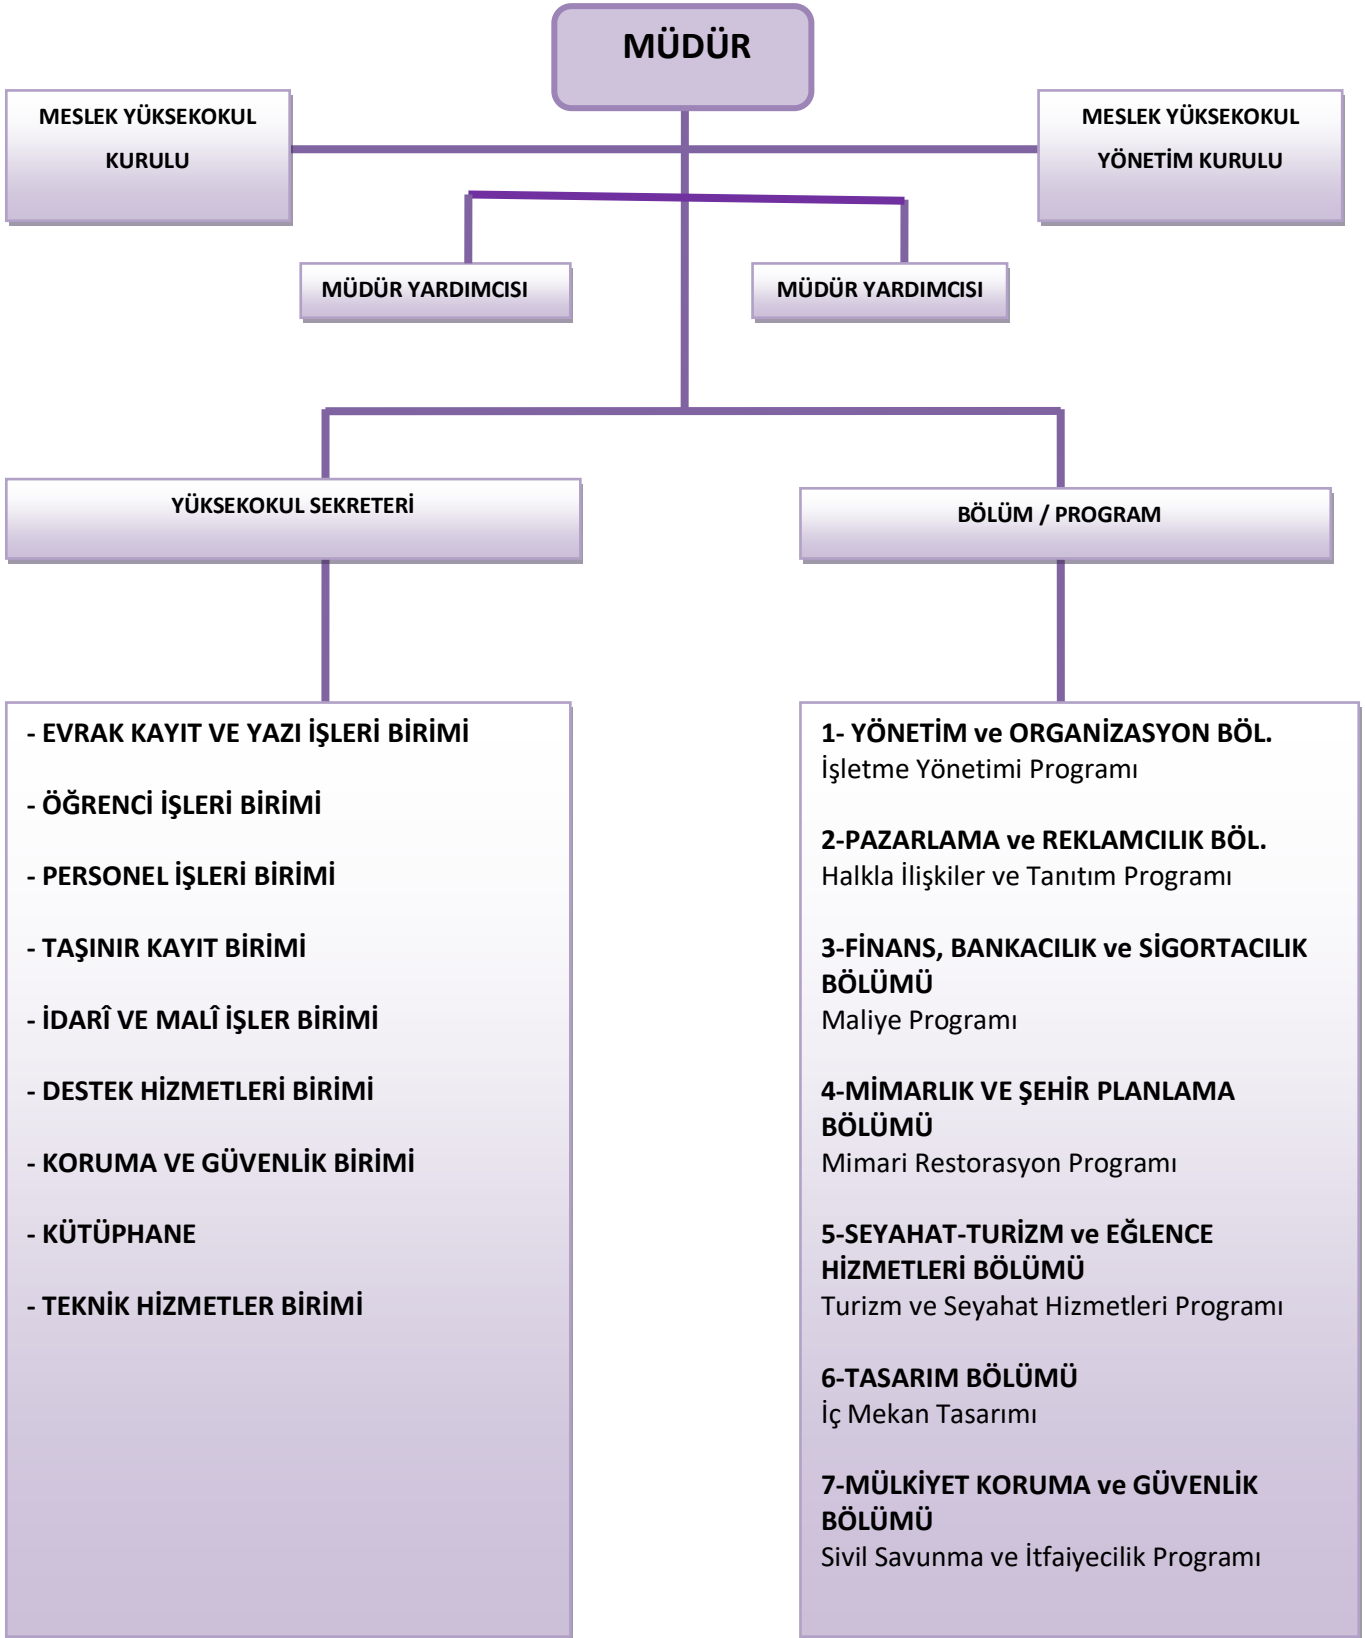 MÜDÜR
MESLEK YÜKSEKOKUL
KURULU
MESLEK YÜKSEKOKUL
YÖNETİM KURULU
MÜDÜR YARDIMCISI
MÜDÜR YARDIMCISI
YÜKSEKOKUL SEKRETERİ
BÖLÜM / PROGRAM
- EVRAK KAYIT VE YAZI İŞLERİ BİRİMİ
- ÖĞRENCİ İŞLERİ BİRİMİ
- PERSONEL İŞLERİ BİRİMİ
- TAŞINIR KAYIT BİRİMİ
- İDARÎ VE MALÎ İŞLER BİRİMİ
- DESTEK HİZMETLERİ BİRİMİ
- KORUMA VE GÜVENLİK BİRİMİ
- KÜTÜPHANE
- TEKNİK HİZMETLER BİRİMİ
1- YÖNETİM ve ORGANİZASYON BÖL.
İşletme Yönetimi Programı
2-PAZARLAMA ve REKLAMCILIK BÖL.
Halkla İlişkiler ve Tanıtım Programı
3-FİNANS, BANKACILIK ve SİGORTACILIK
BÖLÜMÜ
Maliye Programı
4-MİMARLIK VE ŞEHİR PLANLAMA
BÖLÜMÜ
Mimari Restorasyon Programı
5-SEYAHAT-TURİZM ve EĞLENCE
HİZMETLERİ BÖLÜMÜ
Turizm ve Seyahat Hizmetleri Programı
6-TASARIM BÖLÜMÜ
İç Mekan Tasarımı
7-MÜLKİYET KORUMA ve GÜVENLİK
BÖLÜMÜ
Sivil Savunma ve İtfaiyecilik Programı